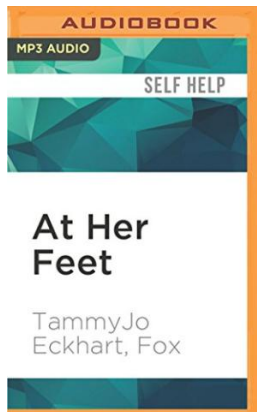 AUDIOBOOK
MP3 AUDIO
SELF HELP
At Her
Feet
TammyJo
Eckhart, Fox